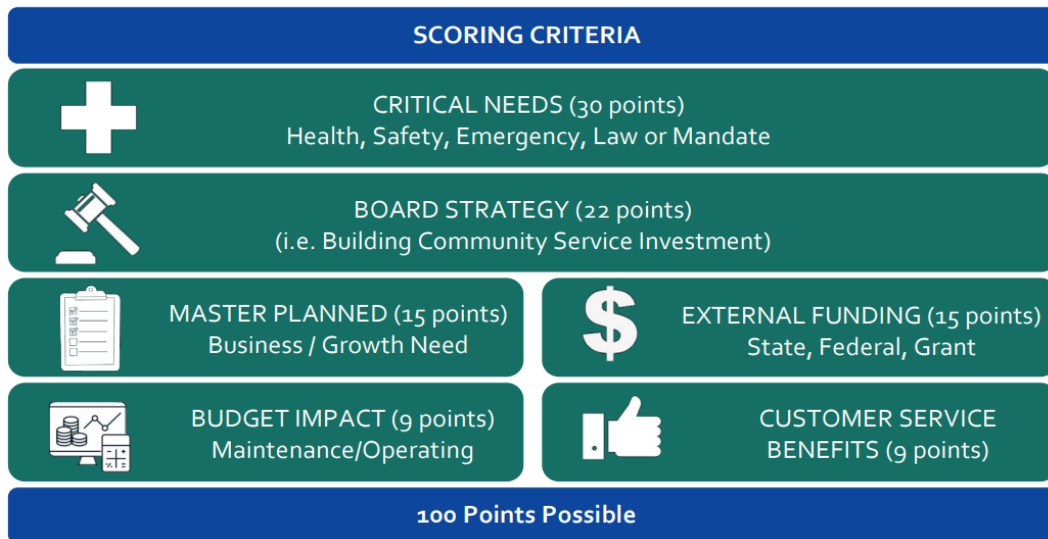 SCORING CRITERIA
CRITICAL NEEDS (30 points)
Health, Safety, Emergency, Law or Mandate
BOARD STRATEGY (22 points)
(i.e. Building Community Service Investment)
MASTER PLANNED (15 points)
Business / Growth Need
EXTERNAL FUNDING (15 points)
State, Federal, Grant
BUDGET IMPACT (9 points)
Maintenance/Operating
CUSTOMER SERVICE
BENEFITS (9 points)
100 Points Possible